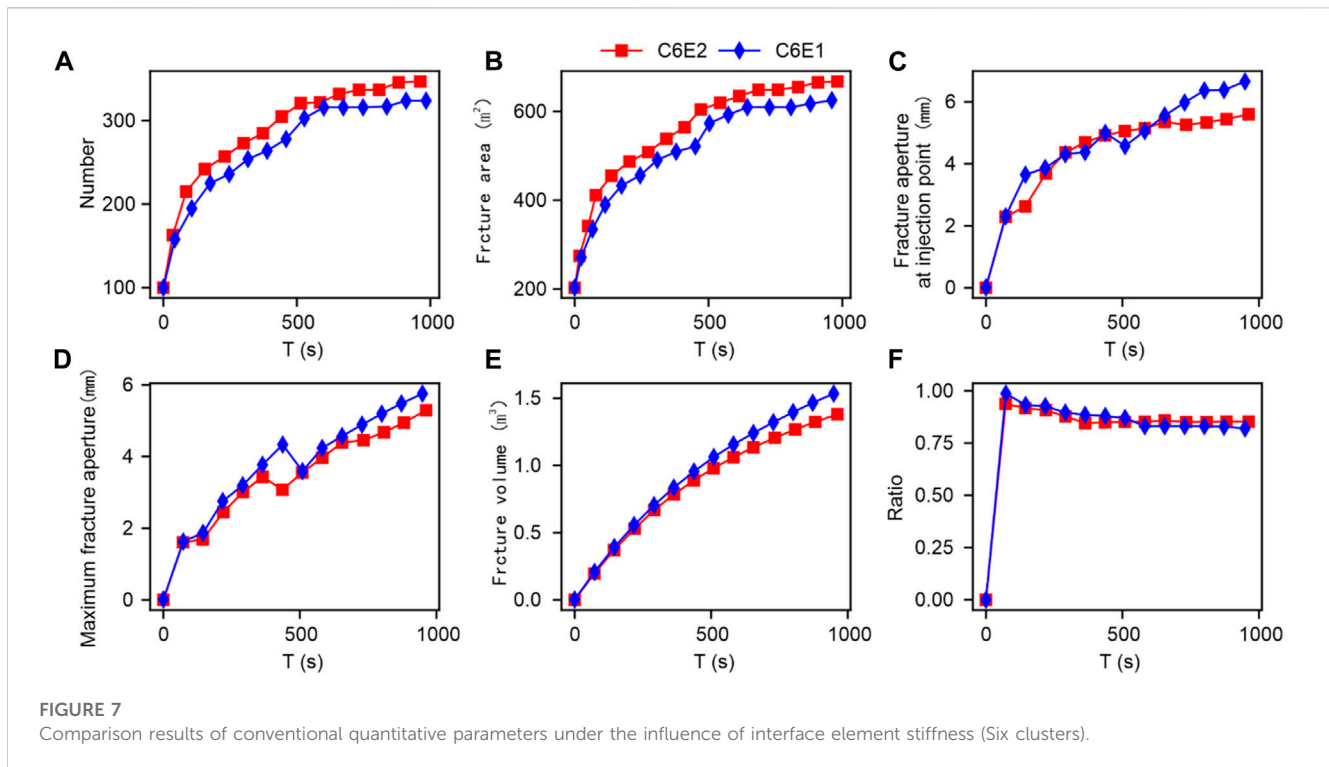 C6E2 C6E1
A B C
Number
300
200
100
0 500 1000
T (s)
Frcture area (m²)
600
400
200
0 500 1000
T (s)
Fracture aperture
at injection point (mm)
6
4
2
0
0 500 1000
T (s)
D E F
Maximum fracture aperture(mm)
6
4
2
0
0 500 1000
T (s)
Frcture volume (m³)
1.5
1.0
0.5
0.0
0 500 1000
T (s)
Ratio
1.00
0.75
0.50
0.25
0.00
0 500 1000
T (s)
FIGURE 7
Comparison results of conventional quantitative parameters under the influence of interface element stiffness (Six clusters).